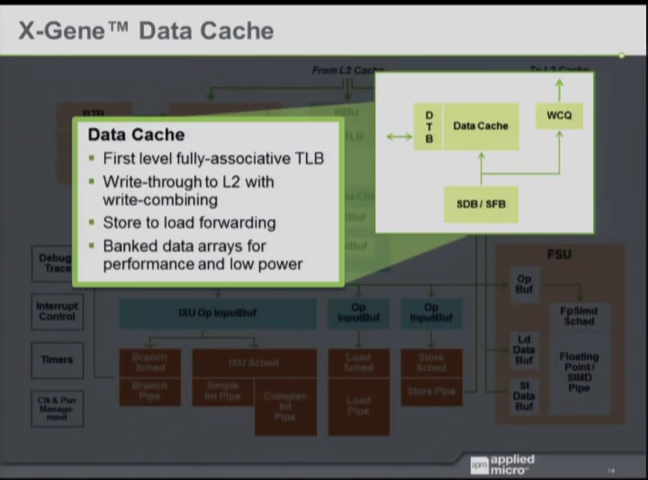 X-Gene™ Data Cache
From L2 Cache
To L2 Cache
BTB
Data Cache
▪ First level fully-associative TLB
▪ Write-through to L2 with
write-combining
▪ Store to load forwarding
▪ Banked data arrays for
performance and low power
D
T
B
Data Cache
WCQ
SDB / SFB
Debug
Trace
Interrupt
Control
Timers
Clk & Pwr
Manage-
ment
IXU Op InputBuf
Op
InputBuf
Op
InputBuf
Branch
Sched
IXU Sched
Load
Sched
Store
Sched
Branch
Pipe
Simple
Int Pipe
Complex
Int
Pipe
Load
Pipe
Store Pipe
FSU
Op
Buf
FpSimd
Sched
Ld
Data
Buf
Floating
Point /
SIMD
Pipe
St
Data
Buf
apm applied
micro™
14